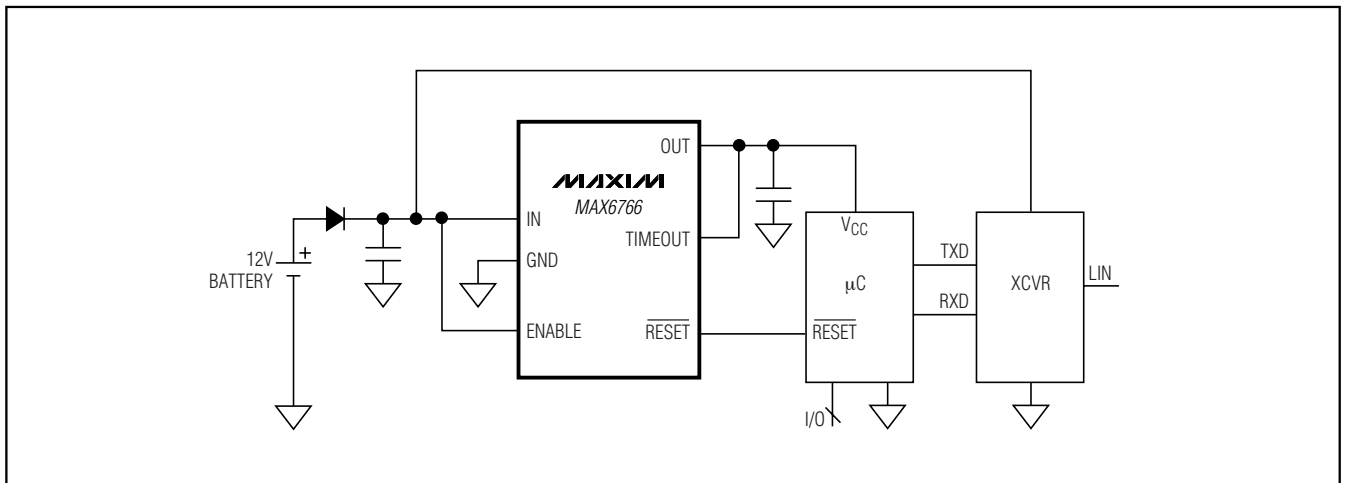 OUT
MAXIM
MAX6766
IN
TIMEOUT
GND
ENABLE
RESET
12V
BATTERY
+
VCC
μC
RESET
I/O
TXD
RXD
XCVR
LIN